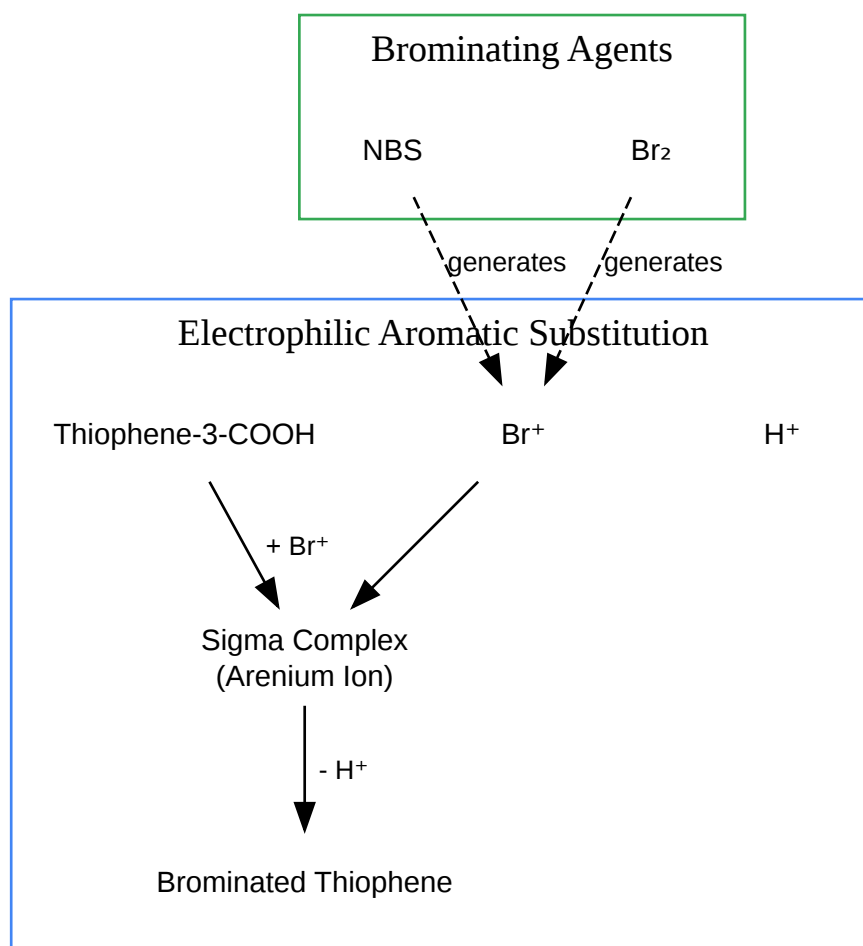 Brominating Agents
NBS
Br₂
generates
generates
Electrophilic Aromatic Substitution
Thiophene-3-COOH
Br⁺
H⁺
+ Br⁺
Sigma Complex
(Arenium Ion)
- H⁺
Brominated Thiophene